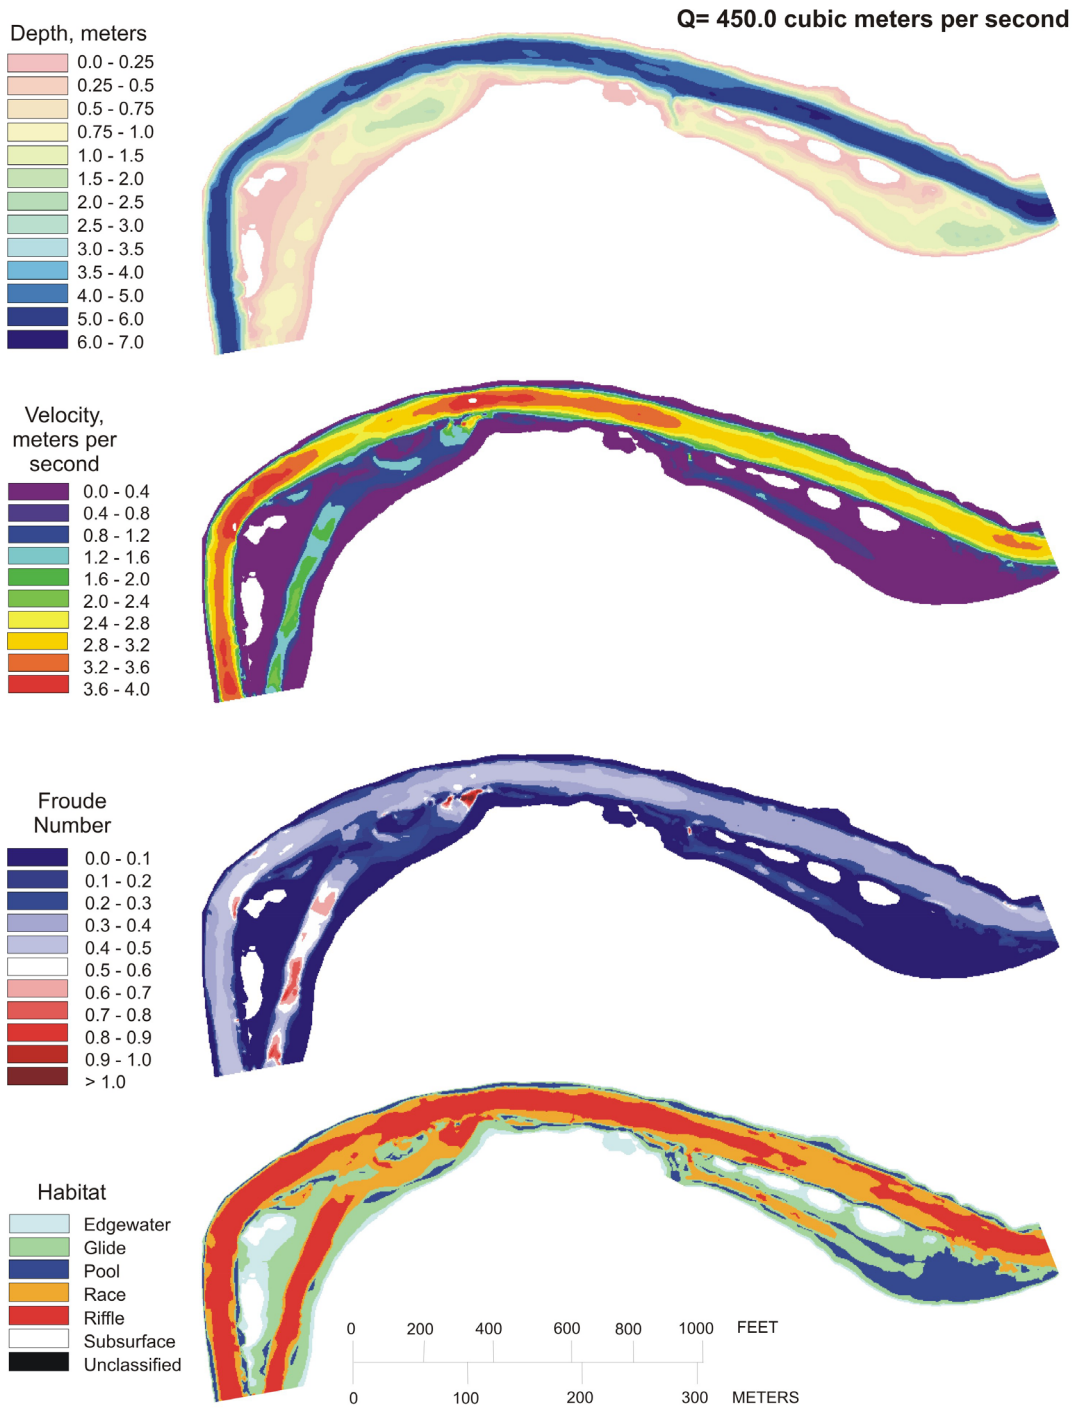 Q= 450.0 cubic meters per second
Depth, meters
0.0 - 0.25
0.25 - 0.5
0.5 - 0.75
0.75 - 1.0
1.0 - 1.5
1.5 - 2.0
2.0 - 2.5
2.5 - 3.0
3.0 - 3.5
3.5 - 4.0
4.0 - 5.0
5.0 - 6.0
6.0 - 7.0
Velocity,
meters per
second
0.0 - 0.4
0.4 - 0.8
0.8 - 1.2
1.2 - 1.6
1.6 - 2.0
2.0 - 2.4
2.4 - 2.8
2.8 - 3.2
3.2 - 3.6
3.6 - 4.0
Froude
Number
0.0 - 0.1
0.1 - 0.2
0.2 - 0.3
0.3 - 0.4
0.4 - 0.5
0.5 - 0.6
0.6 - 0.7
0.7 - 0.8
0.8 - 0.9
0.9 - 1.0
> 1.0
Habitat
Edgewater
Glide
Pool
Race
Riffle
Subsurface
Unclassified
0 200 400 600 800 1000 FEET
0 100 200 300 METERS